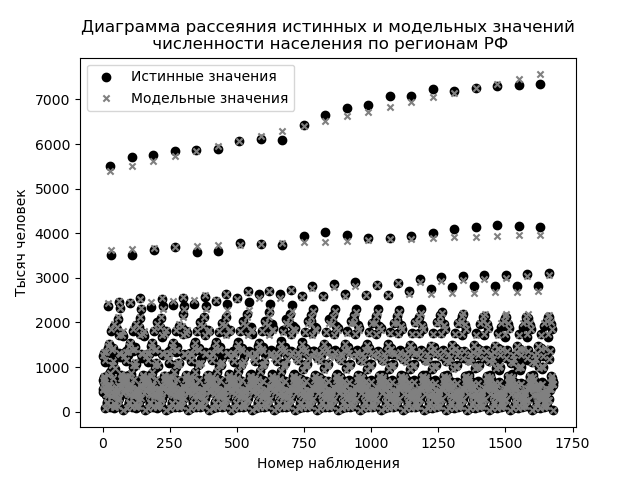 Диаграмма рассеяния истинных и модельных значений
численности населения по регионам РФ
Истинные значения
Модельные значения
Тысяч человек
7000
6000
5000
4000
3000
2000
1000
0
0 250 500 750 1000 1250 1500 1750
Номер наблюдения